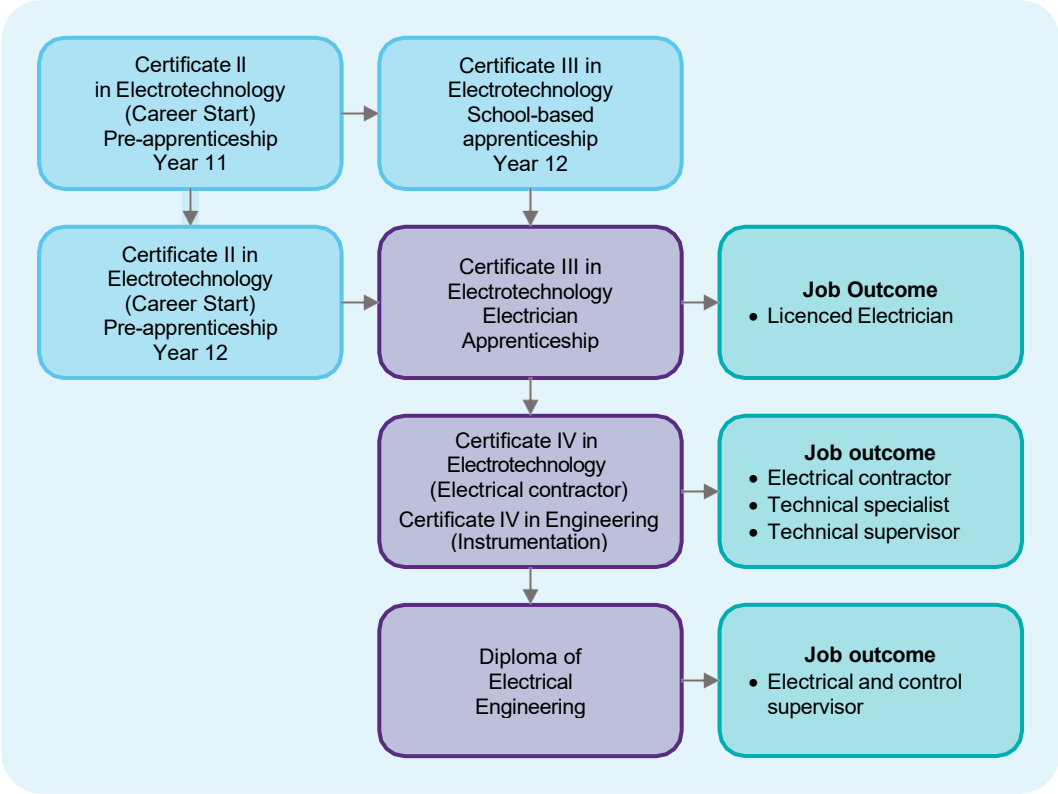 Certificate II
in Electrotechnology
(Career Start)
Pre-apprenticeship
Year 11
Certificate III in
Electrotechnology
School-based
apprenticeship
Year 12
Certificate II in
Electrotechnology
(Career Start)
Pre-apprenticeship
Year 12
Certificate III in
Electrotechnology
Electrician
Apprenticeship
Job Outcome
• Licenced Electrician
Certificate IV in
Electrotechnology
(Electrical contractor)
Certificate IV in Engineering
(Instrumentation)
Job outcome
• Electrical contractor
• Technical specialist
• Technical supervisor
Diploma of
Electrical
Engineering
Job outcome
• Electrical and control
supervisor